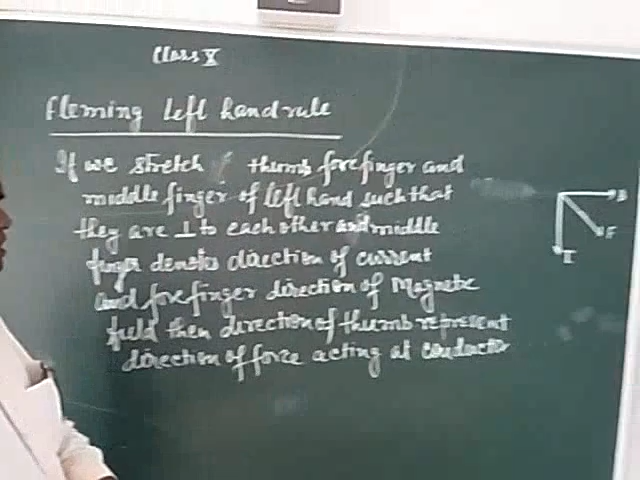 Class X
Fleming Left hand rule
If we stretch thumb forefinger and
middle finger of left hand such that
they are ⊥ to each other and middle
finger denotes direction of current
and forefinger direction of Magnetic
field then direction of thumb represent
direction of force acting at conductor
B
F
I